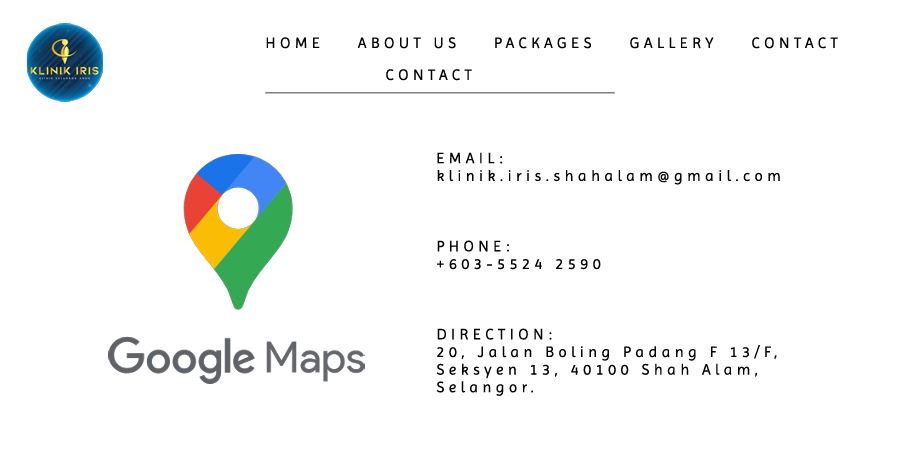 KLINIK IRIS
HOME ABOUT US PACKAGES GALLERY CONTACT
CONTACT
EMAIL:
klinik.iris.shahalam@gmail.com
PHONE:
+603-5524 2590
Google Maps
DIRECTION:
20, Jalan Boling Padang F 13/F,
Seksyen 13, 40100 Shah Alam,
Selangor.